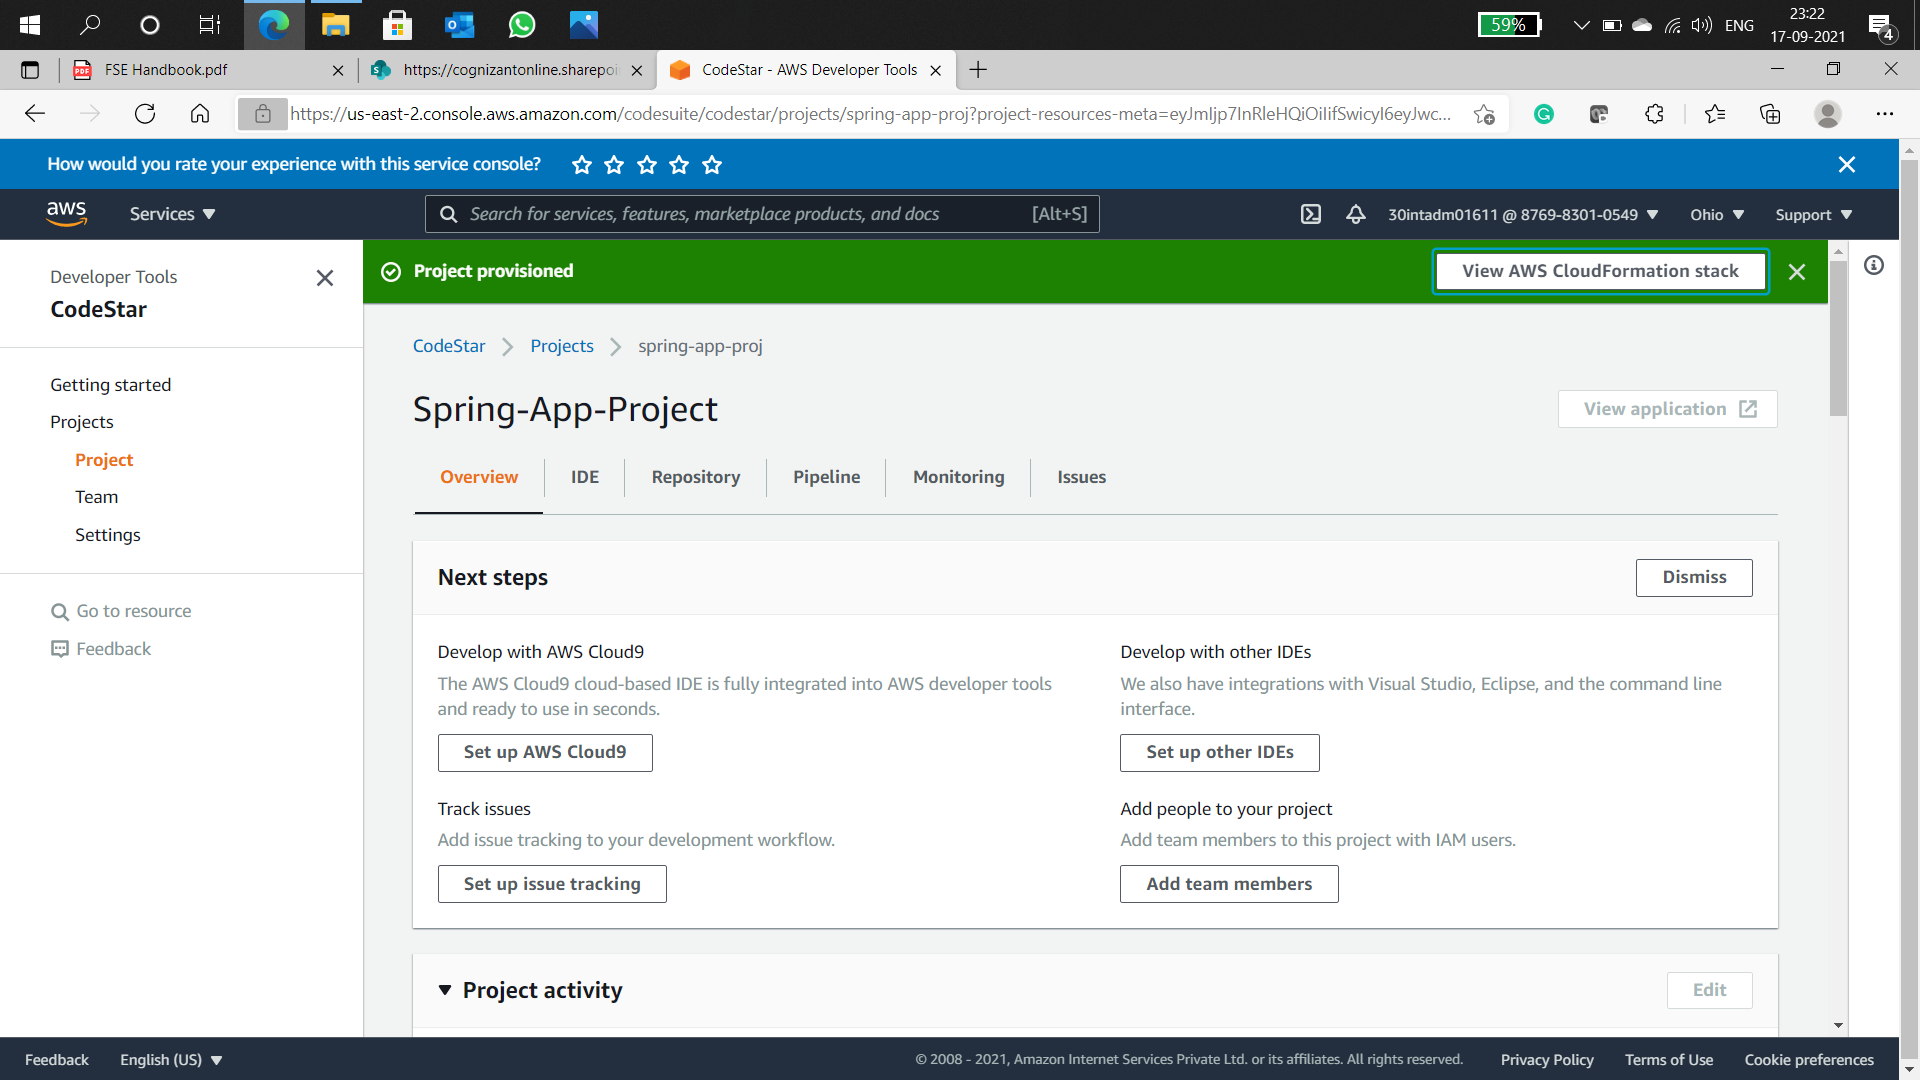 59%
ENG
23:22
17-09-2021
4
FSE Handbook.pdf
https://cognizantonline.sharepoi
CodeStar - AWS Developer Tools
https://us-east-2.console.aws.amazon.com/codesuite/codestar/projects/spring-app-proj?project-resources-meta=eyJmIjp7InRleHQiOiIifSwicyI6eyJwc...
How would you rate your experience with this service console?
aws
Services
Search for services, features, marketplace products, and docs
[Alt+S]
30intadm01611 @ 8769-8301-0549
Ohio
Support
Developer Tools
CodeStar
Getting started
Projects
Project
Team
Settings
Go to resource
Feedback
Project provisioned
View AWS CloudFormation stack
CodeStar
Projects
spring-app-proj
Spring-App-Project
View application
Overview
IDE
Repository
Pipeline
Monitoring
Issues
Next steps
Dismiss
Develop with AWS Cloud9
The AWS Cloud9 cloud-based IDE is fully integrated into AWS developer tools
and ready to use in seconds.
Set up AWS Cloud9
Develop with other IDEs
We also have integrations with Visual Studio, Eclipse, and the command line
interface.
Set up other IDEs
Track issues
Add issue tracking to your development workflow.
Set up issue tracking
Add people to your project
Add team members to this project with IAM users.
Add team members
Project activity
Edit
Feedback
English (US)
© 2008 - 2021, Amazon Internet Services Private Ltd. or its affiliates. All rights reserved.
Privacy Policy
Terms of Use
Cookie preferences